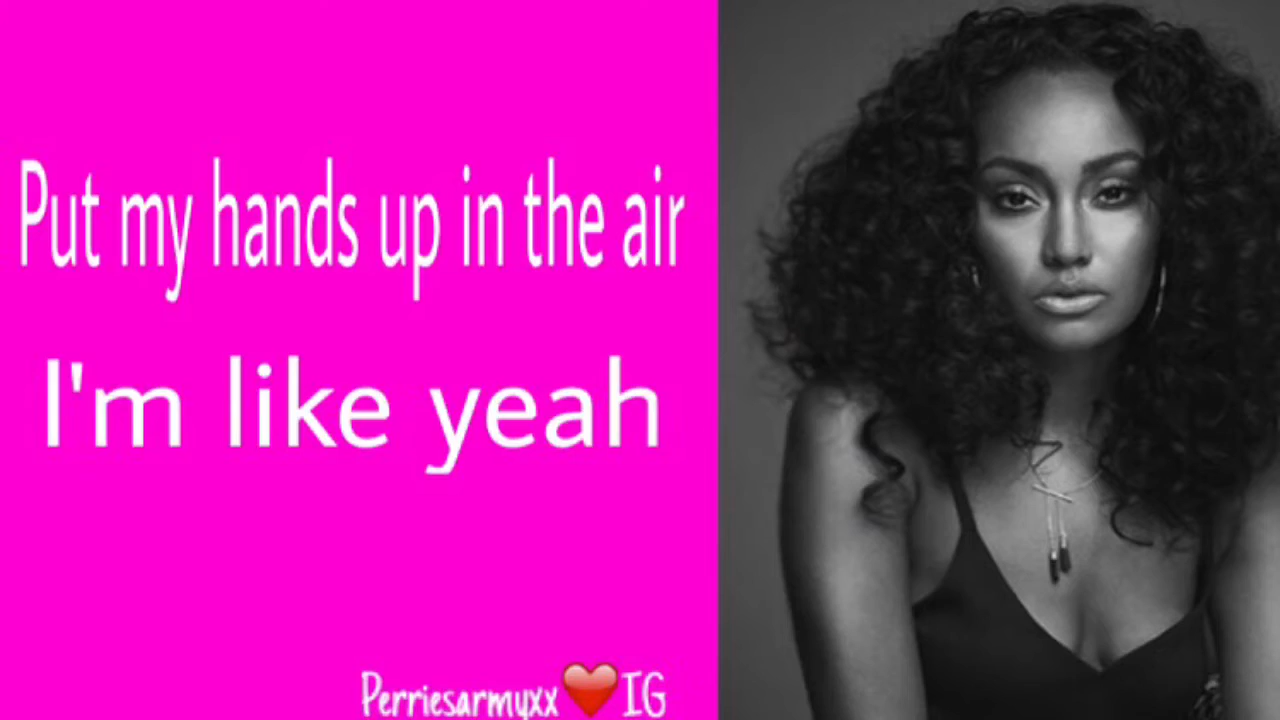 Put my hands up in the air
I'm like yeah
Perriesarmyxx❤️IG